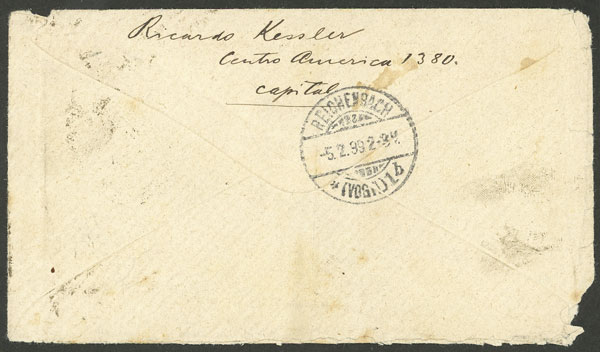 Ricardo Kessler
Centro America 1380.
Capital
REICHENBACH
-5.2.99.2-3N.
*(VOGTL)*